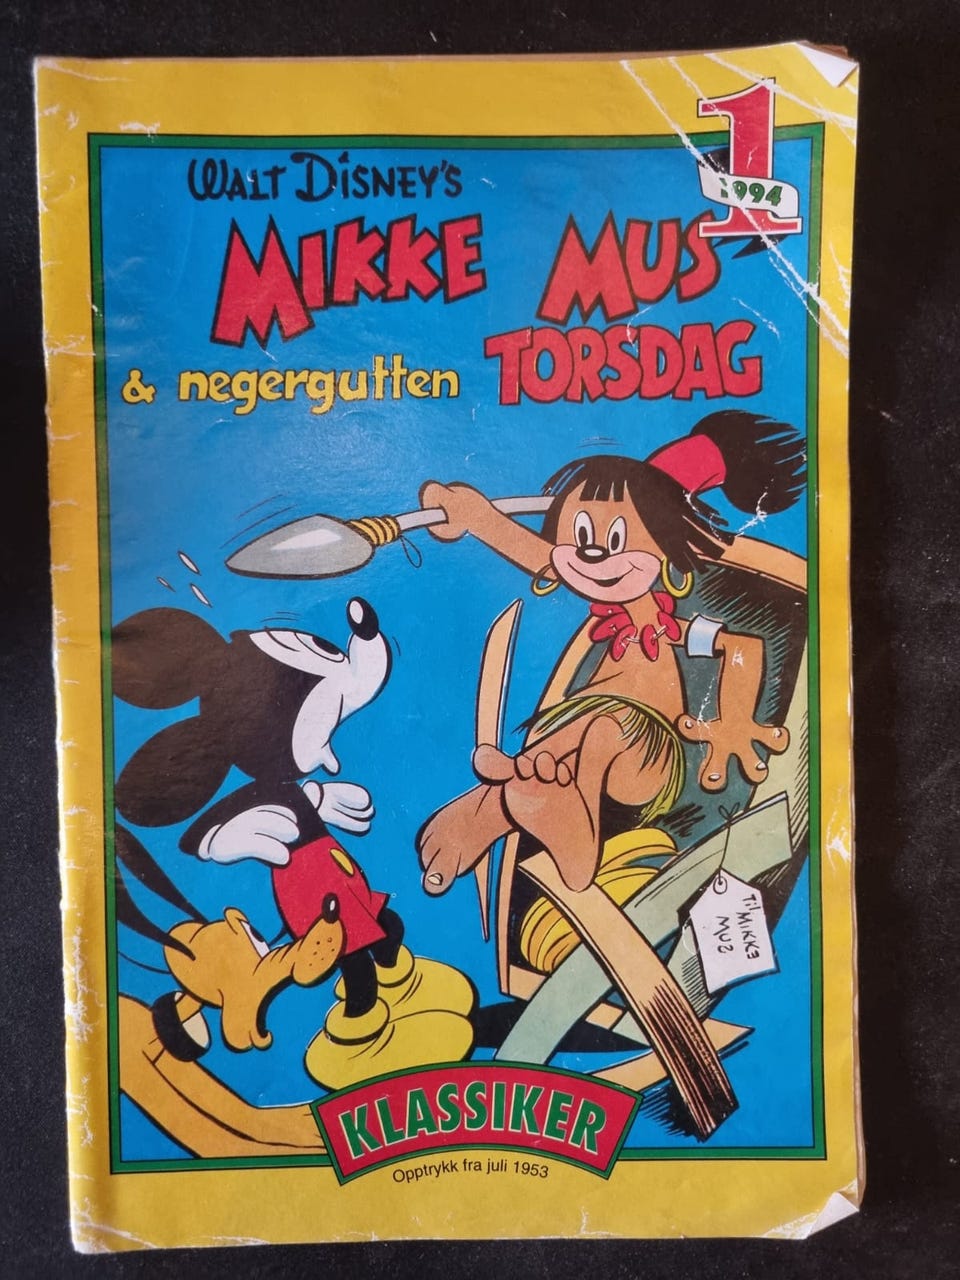 1
1994
WALT DISNEY'S
MIKKE MUS
& negergutten TORSDAG
TIL
MIKKE
MUS
KLASSIKER
Opptrykk fra juli 1953